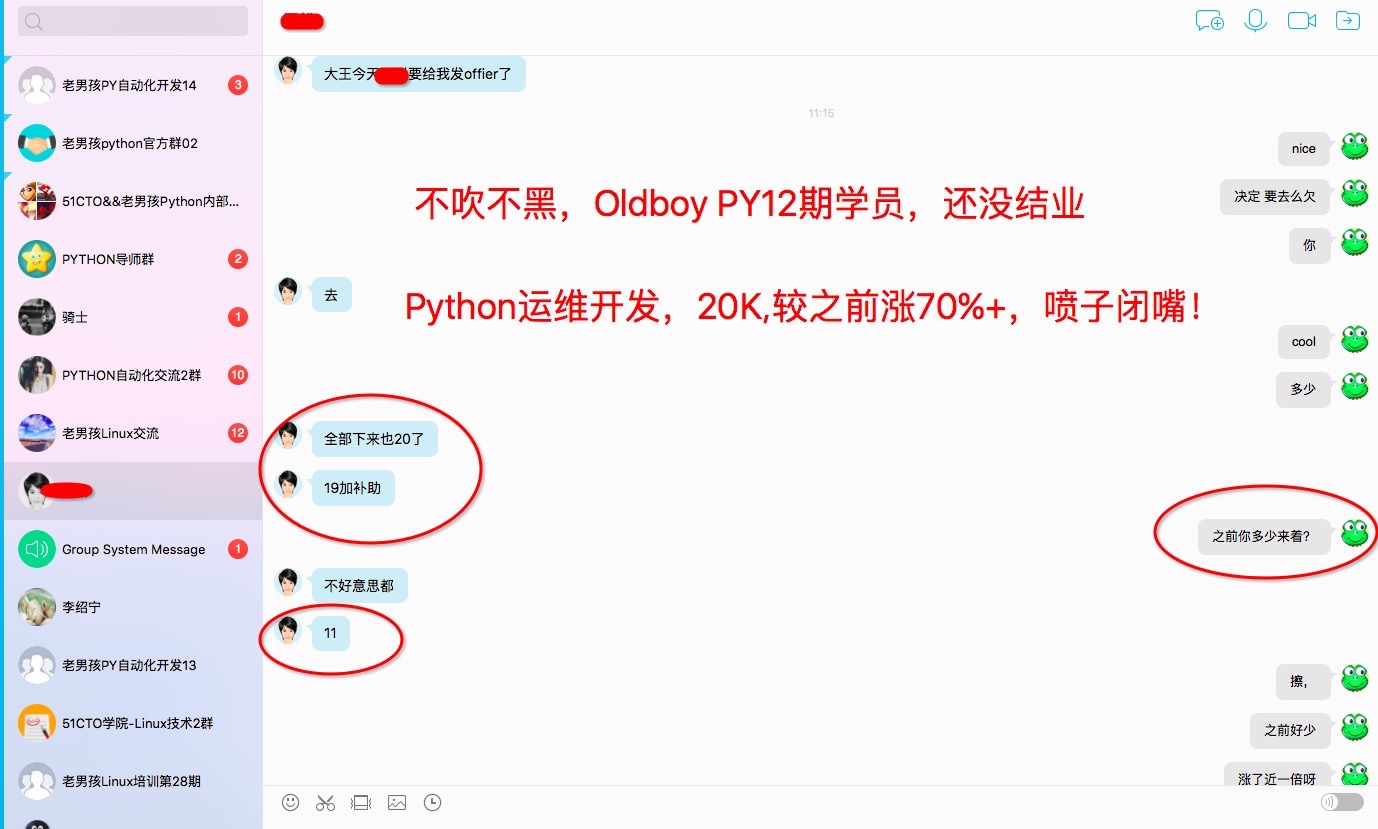 老男孩PY自动化开发14
3
老男孩python官方群02
51CTO&&老男孩Python内部...
PYTHON导师群
2
骑士
1
PYTHON自动化交流2群
10
老男孩Linux交流
12
Group System Message
1
李绍宁
老男孩PY自动化开发13
51CTO学院-Linux技术2群
老男孩Linux培训第28期
大王今天
要给我发offier了
11:15
nice
不吹不黑，Oldboy PY12期学员，还没结业
决定 要去么欠
你
去
Python运维开发，20K,较之前涨70%+，喷子闭嘴！
cool
多少
全部下来也20了
19加补助
之前你多少来着?
不好意思都
11
擦,
之前好少
涨了近一倍呀